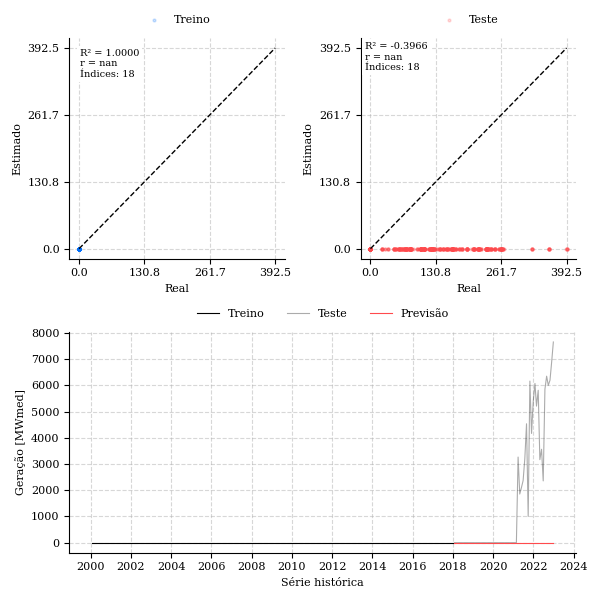 Treino
Teste
R² = 1.0000
r = nan
Índices: 18
R² = -0.3966
r = nan
Índices: 18
392.5
261.7
130.8
0.0
Estimado
0.0 130.8 261.7 392.5
Real
392.5
261.7
130.8
0.0
Estimado
0.0 130.8 261.7 392.5
Real
Treino Teste Previsão
8000
7000
6000
5000
4000
3000
2000
1000
0
Geração [MWmed]
2000 2002 2004 2006 2008 2010 2012 2014 2016 2018 2020 2022 2024
Série histórica